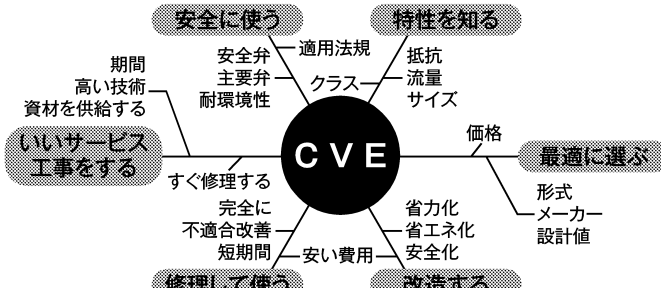 安全に使う
特性を知る
期間
高い技術
資材を供給する
安全弁
主要弁
耐環境性
適用法規
クラス
抵抗
流量
サイズ
いいサービス
工事をする
CVE
価格
最適に選ぶ
すぐ修理する
形式
メーカー
設計値
完全に
不適合改善
短期間
安い費用
省力化
省エネ化
安全化
修理して使う
改造する